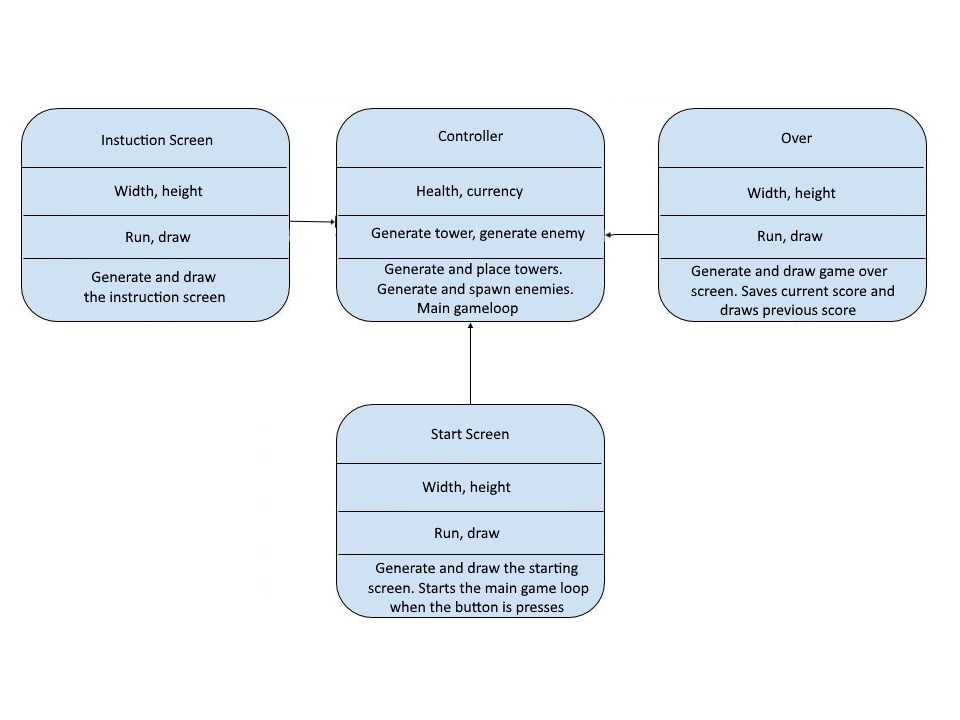 Instuction Screen
Width, height
Run, draw
Generate and draw
the instruction screen
Controller
Health, currency
Generate tower, generate enemy
Generate and place towers.
Generate and spawn enemies.
Main gameloop
Over
Width, height
Run, draw
Generate and draw game over
screen. Saves current score and
draws previous score
Start Screen
Width, height
Run, draw
Generate and draw the starting
screen. Starts the main game loop
when the button is presses